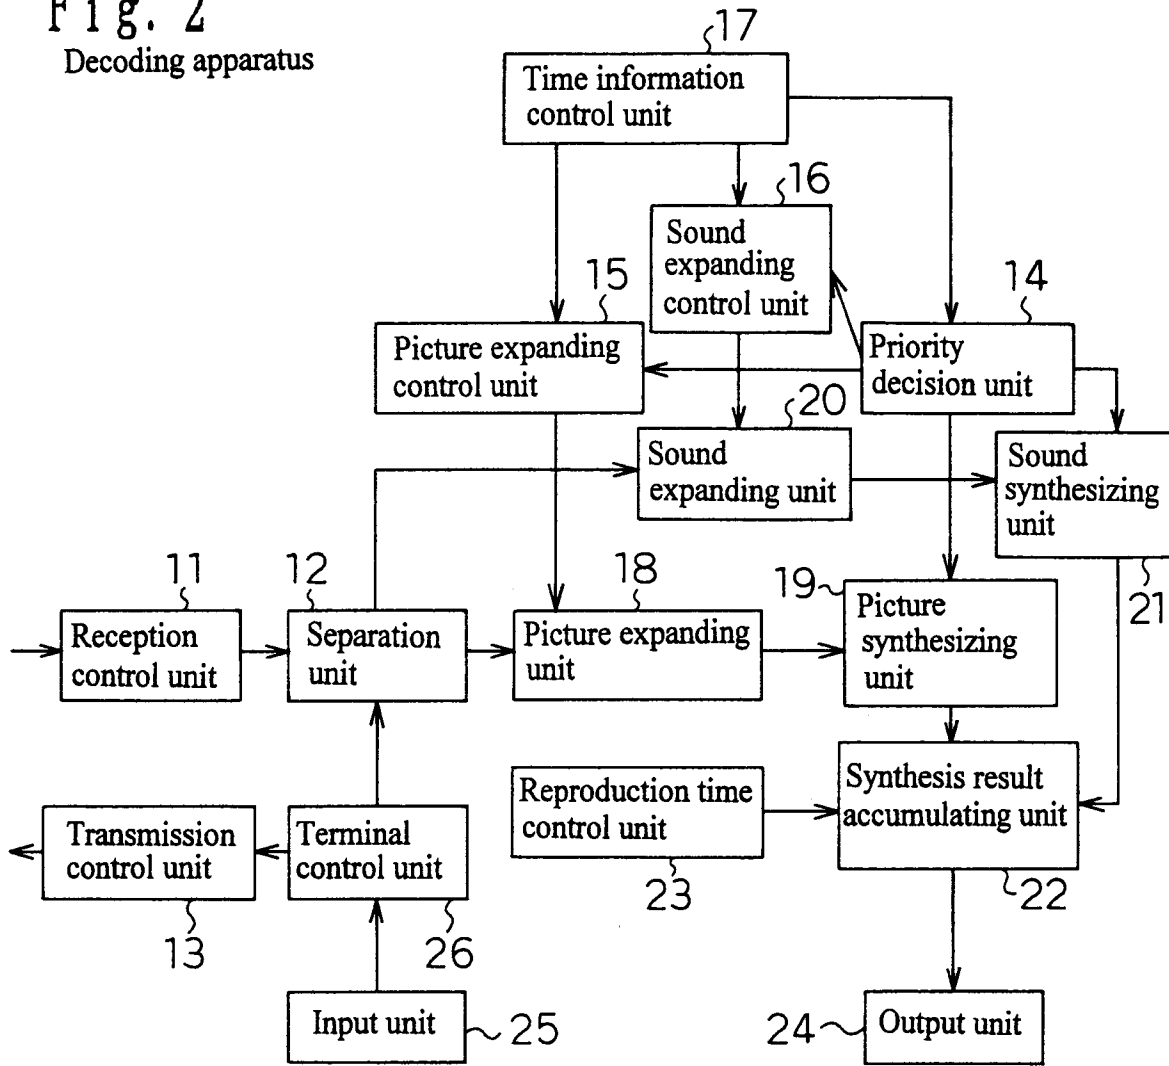 Fig. 2
Decoding apparatus
17
Time information
control unit
16
Sound
expanding
control unit
15
Picture expanding
control unit
14
Priority
decision unit
20
Sound
expanding unit
Sound
synthesizing
unit
21
11
Reception
control unit
12
Separation
unit
18
Picture expanding
unit
19
Picture
synthesizing
unit
Transmission
control unit
13
Terminal
control unit
26
Reproduction time
control unit
23
Synthesis result
accumulating unit
22
Input unit
25
24
Output unit